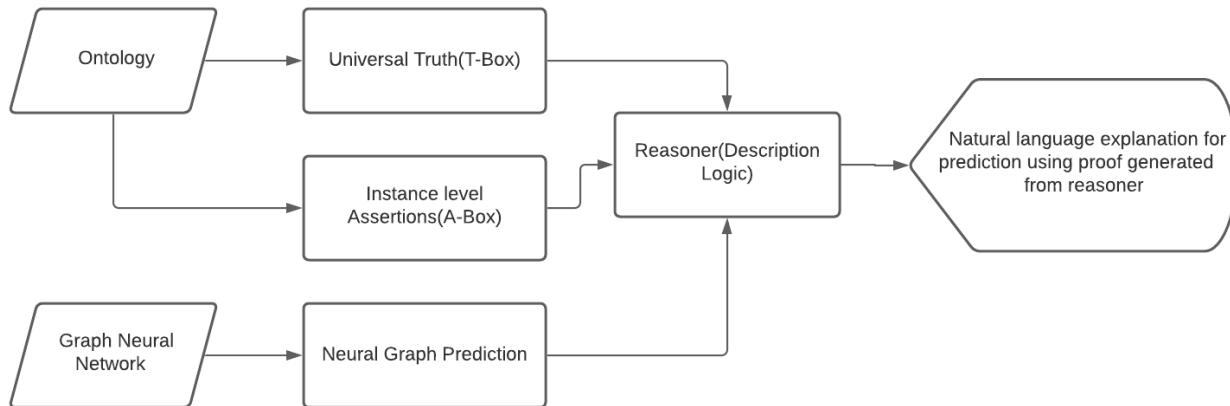 Ontology
Universal Truth(T-Box)
Instance level
Assertions(A-Box)
Reasoner(Description
Logic)
Natural language explanation for
prediction using proof generated
from reasoner
Graph Neural
Network
Neural Graph Prediction